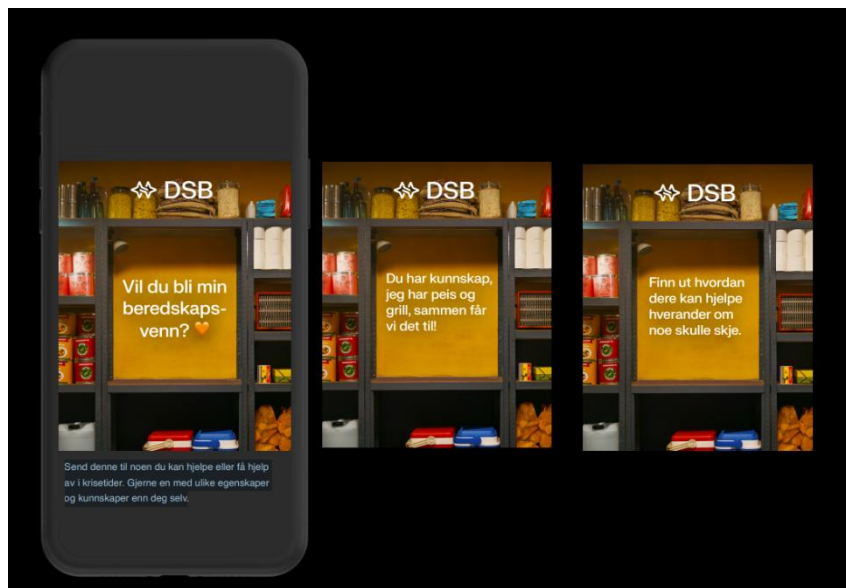 DSB
Vil du bli min
beredskaps-
venn? 🧡
Send denne til noen du kan hjelpe eller få hjelp
av i krisetider. Gjerne en med ulike egenskaper
og kunnskaper enn deg selv.
DSB
Du har kunnskap,
jeg har peis og
grill, sammen får
vi det til!
DSB
Finn ut hvordan
dere kan hjelpe
hverander om
noe skulle skje.